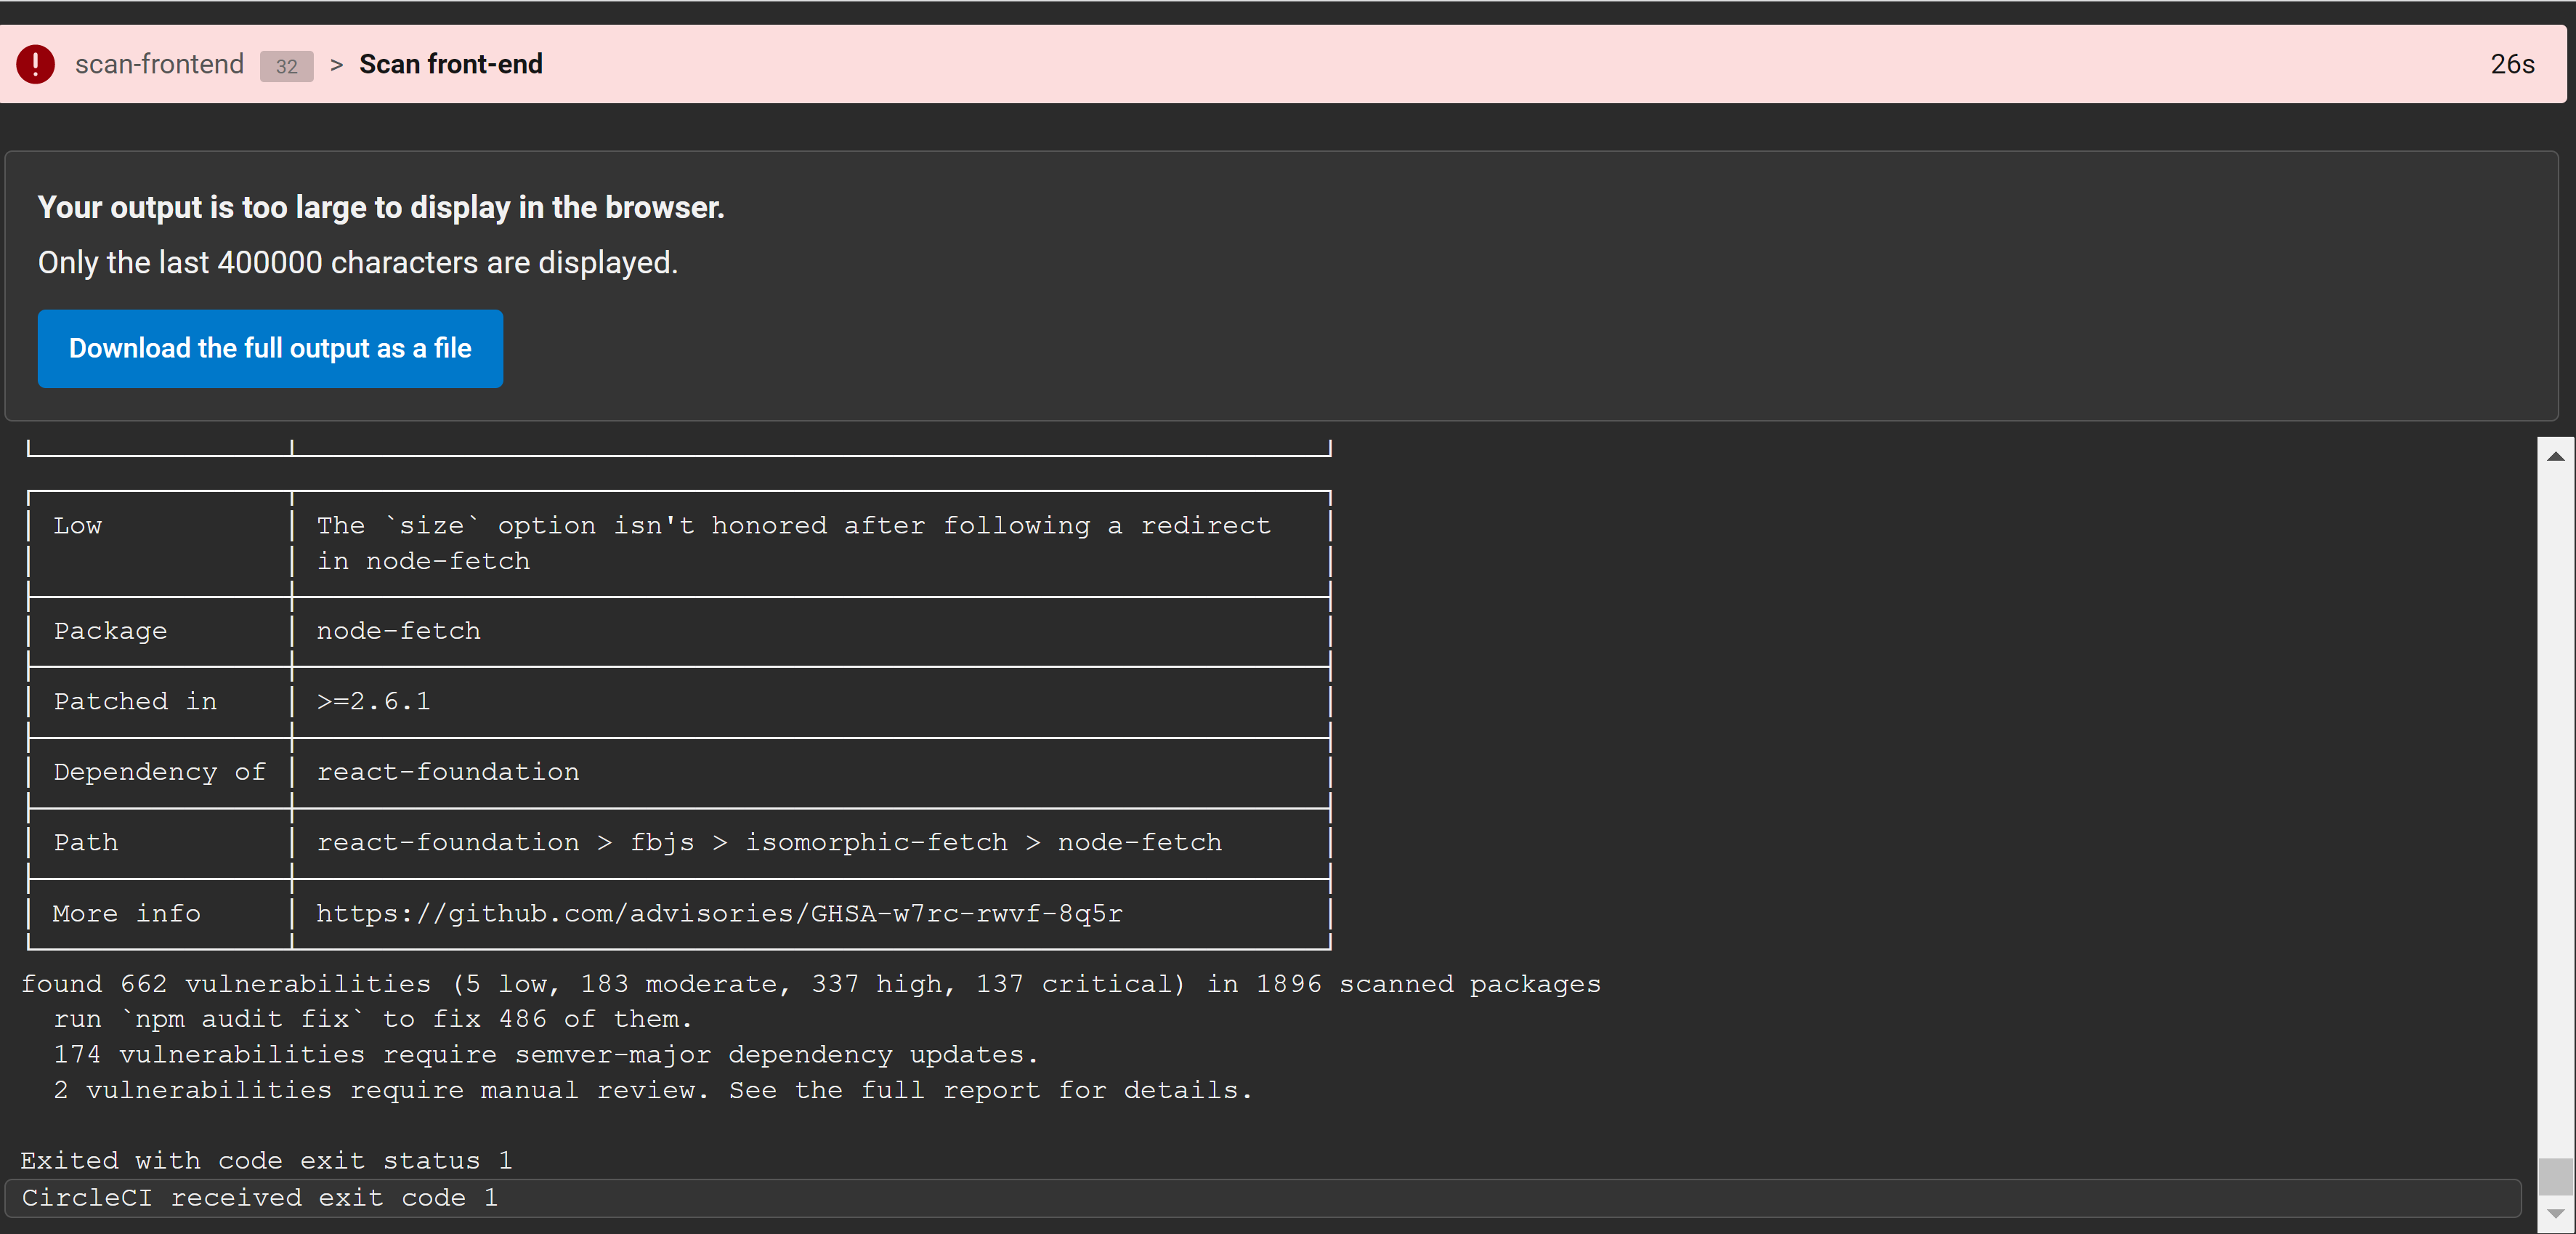 scan-frontend 32 > Scan front-end 26s
Your output is too large to display in the browser.
Only the last 400000 characters are displayed.
Download the full output as a file
Low The `size` option isn't honored after following a redirect
in node-fetch
Package node-fetch
Patched in >=2.6.1
Dependency of react-foundation
Path react-foundation > fbjs > isomorphic-fetch > node-fetch
More info https://github.com/advisories/GHSA-w7rc-rwvf-8q5r
found 662 vulnerabilities (5 low, 183 moderate, 337 high, 137 critical) in 1896 scanned packages
run `npm audit fix` to fix 486 of them.
174 vulnerabilities require semver-major dependency updates.
2 vulnerabilities require manual review. See the full report for details.
Exited with code exit status 1
CircleCI received exit code 1